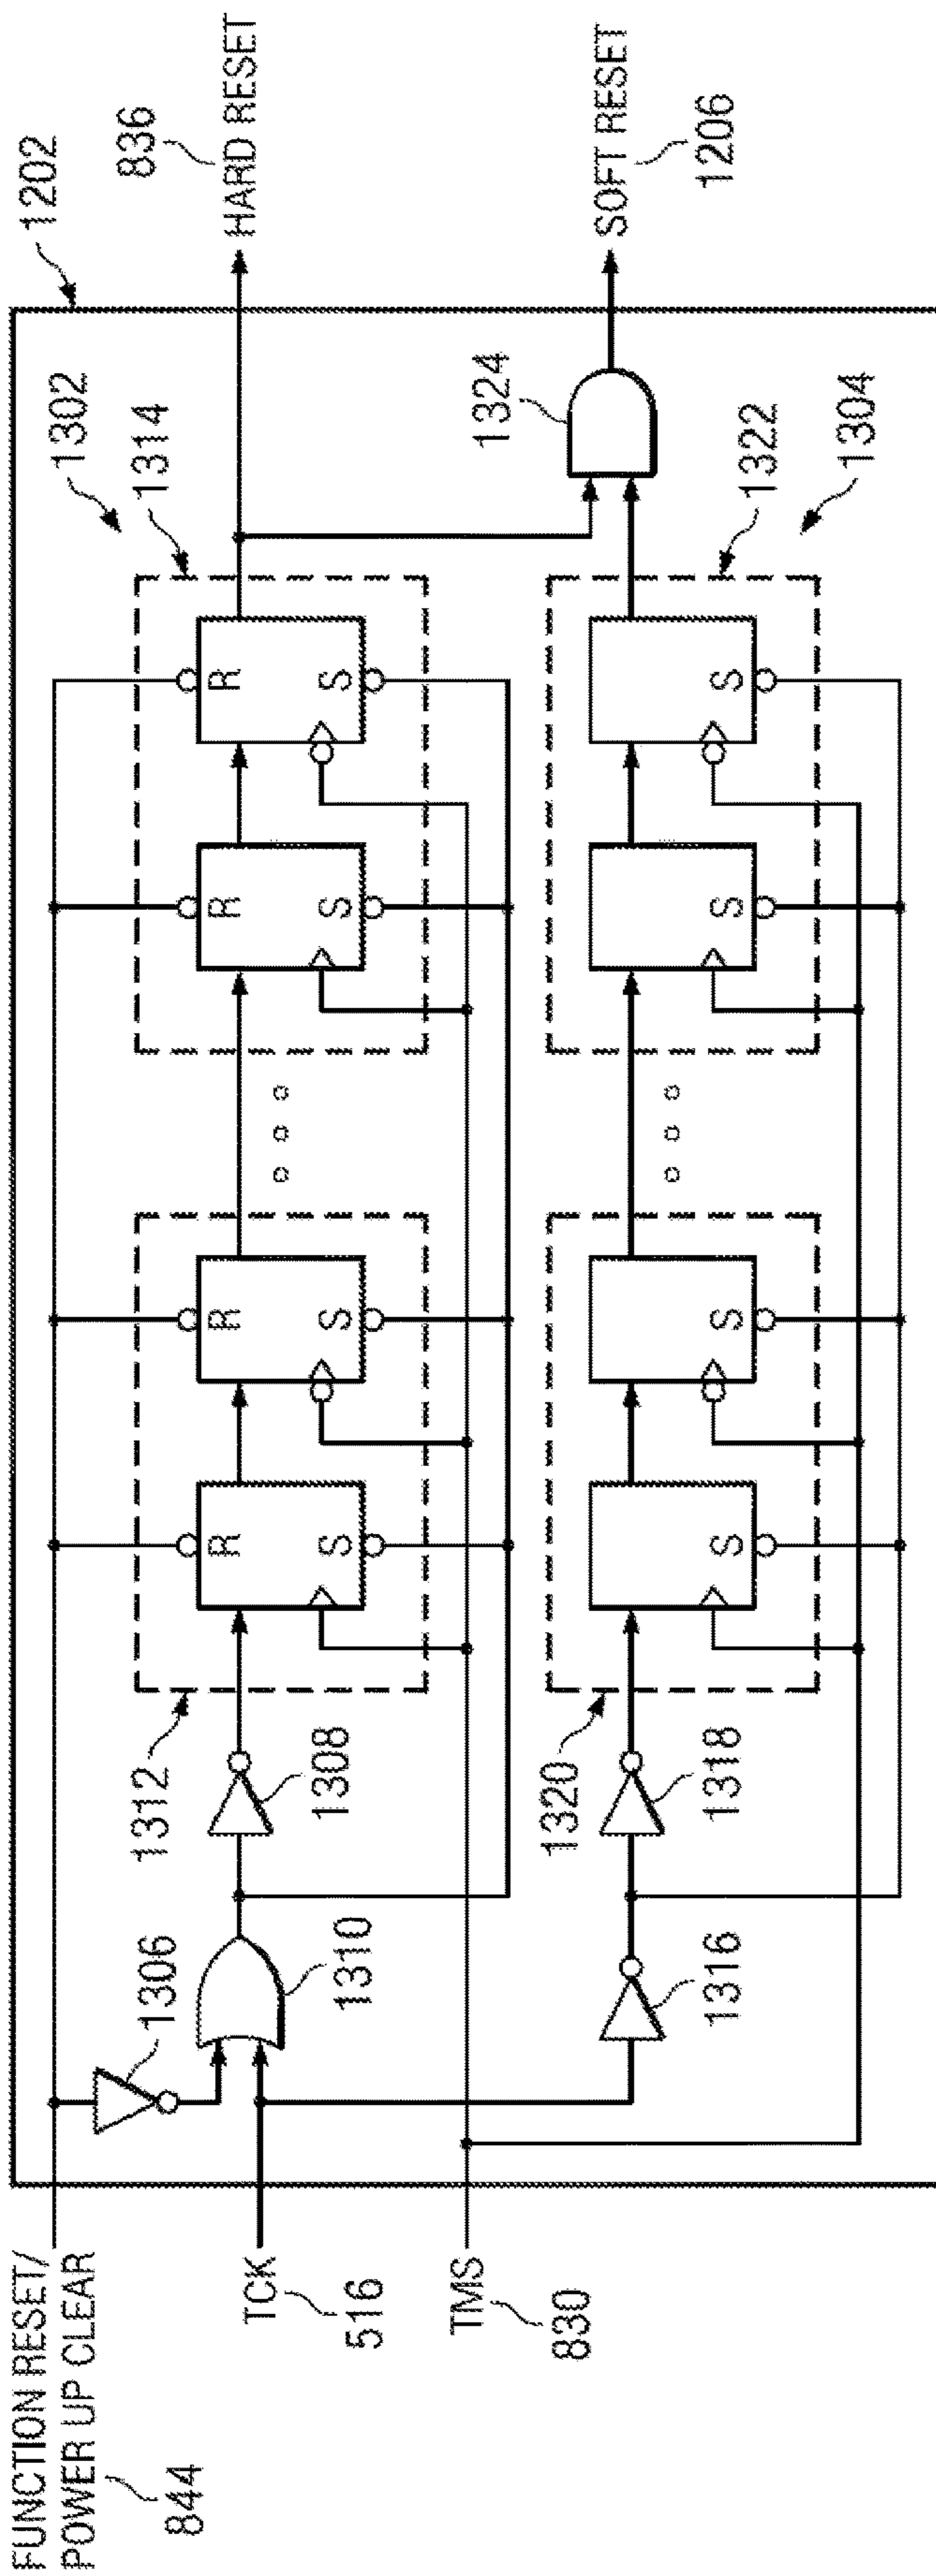 FUNCTION RESET/
POWER UP CLEAR
844
TCK
516
TMS
830
1306
1310
1316
1312
1308
1320
1318
R
S
R
S
R
S
R
S
S
S
S
S
1302
1314
1324
1322
1304
1202
836
HARD RESET
SOFT RESET
1206